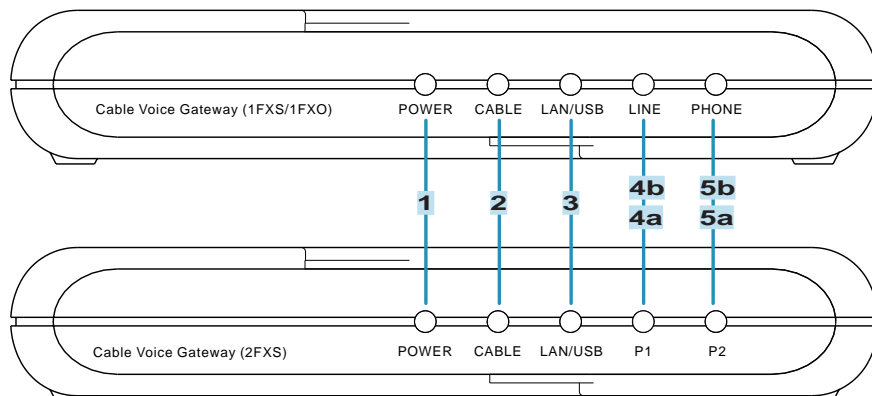 Cable Voice Gateway (1FXS/1FXO) POWER CABLE LAN/USB LINE PHONE
1 2 3 4b 5b
4a 5a
Cable Voice Gateway (2FXS) POWER CABLE LAN/USB P1 P2